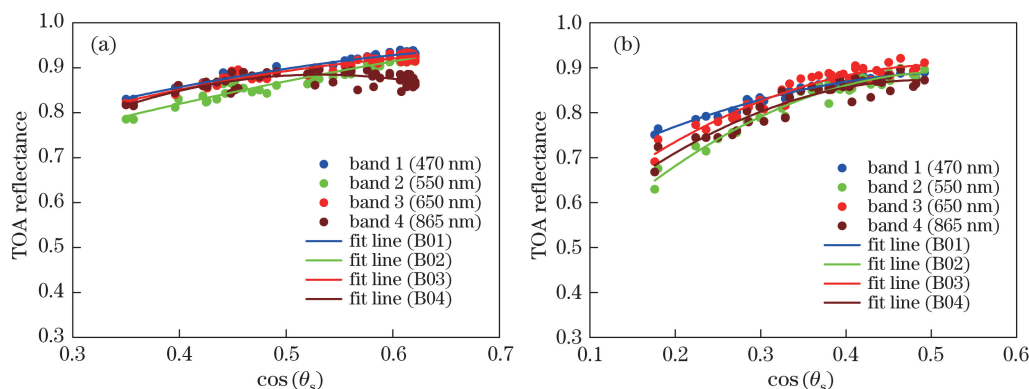 (a)
TOA reflectance
1.0
0.9
0.8
0.7
0.6
0.5
0.4
0.3
band 1 (470 nm)
band 2 (550 nm)
band 3 (650 nm)
band 4 (865 nm)
fit line (B01)
fit line (B02)
fit line (B03)
fit line (B04)
0.3 0.4 0.5 0.6 0.7
cos (θs)
(b)
TOA reflectance
1.0
0.9
0.8
0.7
0.6
0.5
0.4
0.3
band 1 (470 nm)
band 2 (550 nm)
band 3 (650 nm)
band 4 (865 nm)
fit line (B01)
fit line (B02)
fit line (B03)
fit line (B04)
0.1 0.2 0.3 0.4 0.5 0.6
cos (θs)